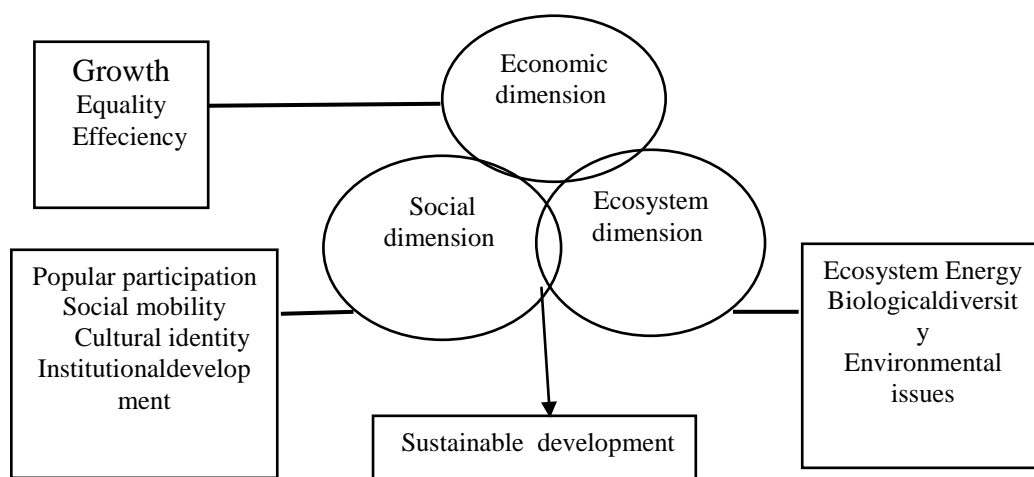 Growth
Equality
Effeciency
Economic
dimension
Social
dimension
Ecosystem
dimension
Popular participation
Social mobility
Cultural identity
Institutionaldevelop
ment
Ecosystem Energy
Biologicaldiversit
y
Environmental
issues
Sustainable development